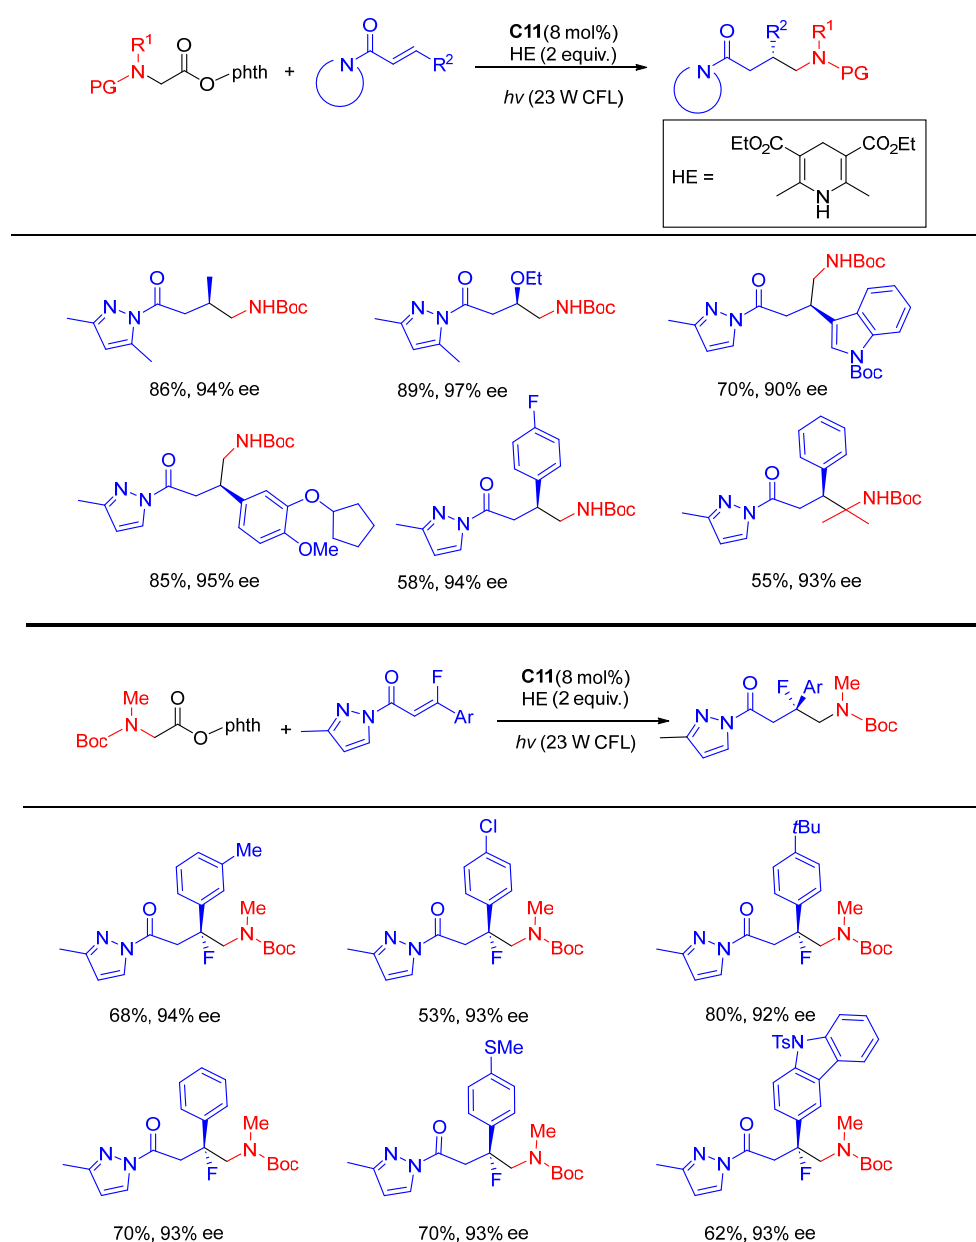 C11 (8 mol%)
HE (2 equiv.)
hv (23 W CFL)
R¹
N
PG
O
O
phth
+
O
N
R²
O
R²
R¹
N
N
PG
HE =
EtO₂C
CO₂Et
N
H
O
N
N
NHBoc
86%, 94% ee
O
OEt
N
N
NHBoc
89%, 97% ee
NHBoc
O
N
N
N
Boc
70%, 90% ee
NHBoc
O
N
N
O
OMe
85%, 95% ee
F
O
N
N
NHBoc
58%, 94% ee
O
N
N
NHBoc
55%, 93% ee
C11 (8 mol%)
HE (2 equiv.)
hv (23 W CFL)
Me
N
Boc
O
O
phth
+
O
F
N
N
Ar
O
F
Ar
Me
N
N
N
Boc
Me
O
Me
N
N
N
F
Boc
68%, 94% ee
Cl
O
Me
N
N
N
F
Boc
53%, 93% ee
tBu
O
Me
N
N
N
F
Boc
80%, 92% ee
O
Me
N
N
N
F
Boc
70%, 93% ee
SMe
O
Me
N
N
N
F
Boc
70%, 93% ee
TsN
O
Me
N
N
N
F
Boc
62%, 93% ee